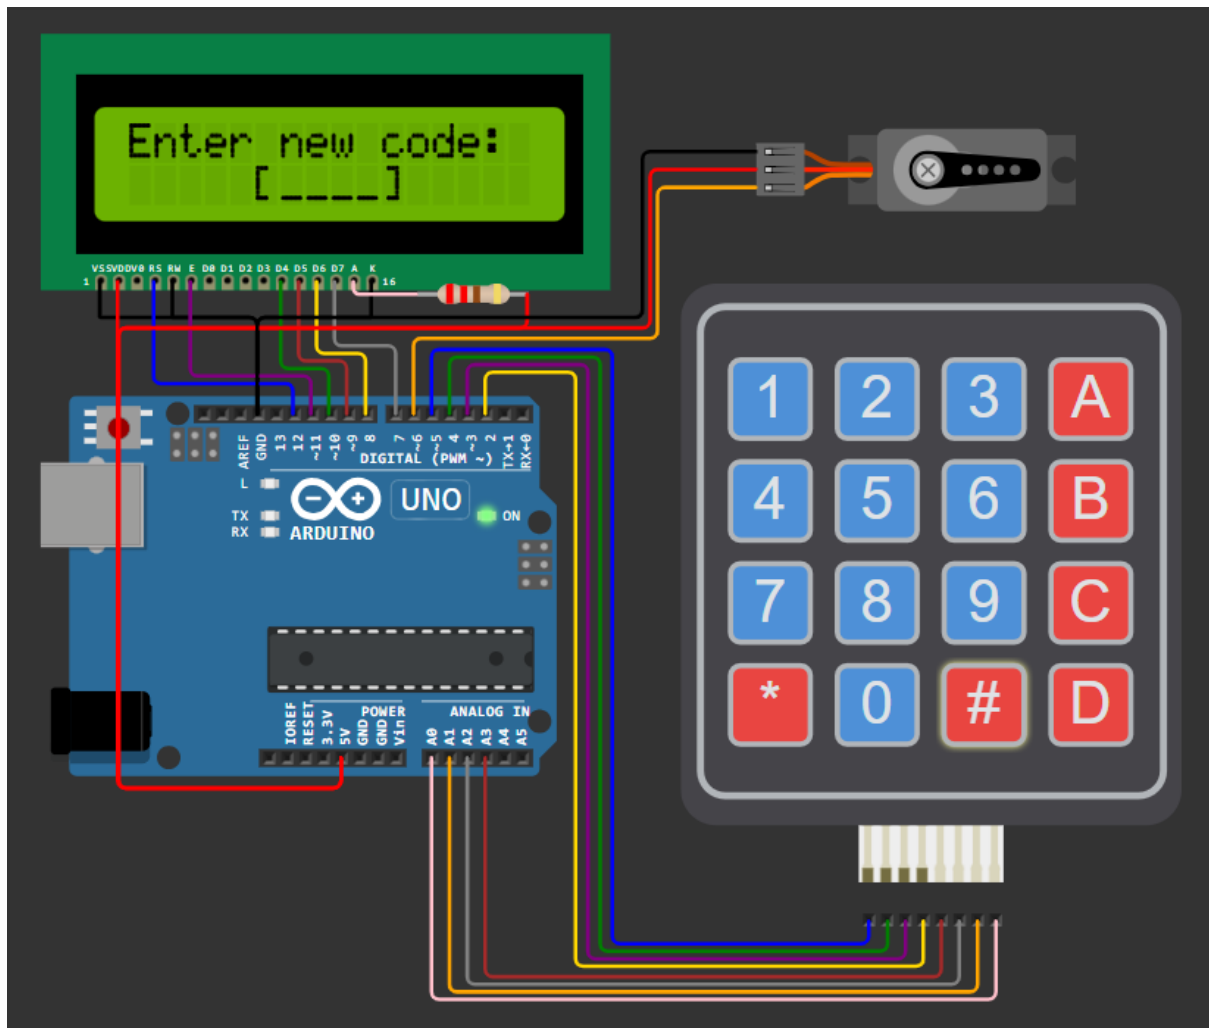 Enter new code:
[____]
VSS VDD V0 RS RW E D0 D1 D2 D3 D4 D5 D6 D7 A K
1 16
AREF GND 13 12 ~11 ~10 ~9 8 7 ~6 ~5 4 ~3 2 TX→1 RX←0
DIGITAL (PWM ~)
L
TX
RX
ARDUINO
UNO
ON
IOREF RESET 3.3V 5V GND GND Vin
POWER
ANALOG IN
A0 A1 A2 A3 A4 A5
1 2 3 A
4 5 6 B
7 8 9 C
* 0 # D